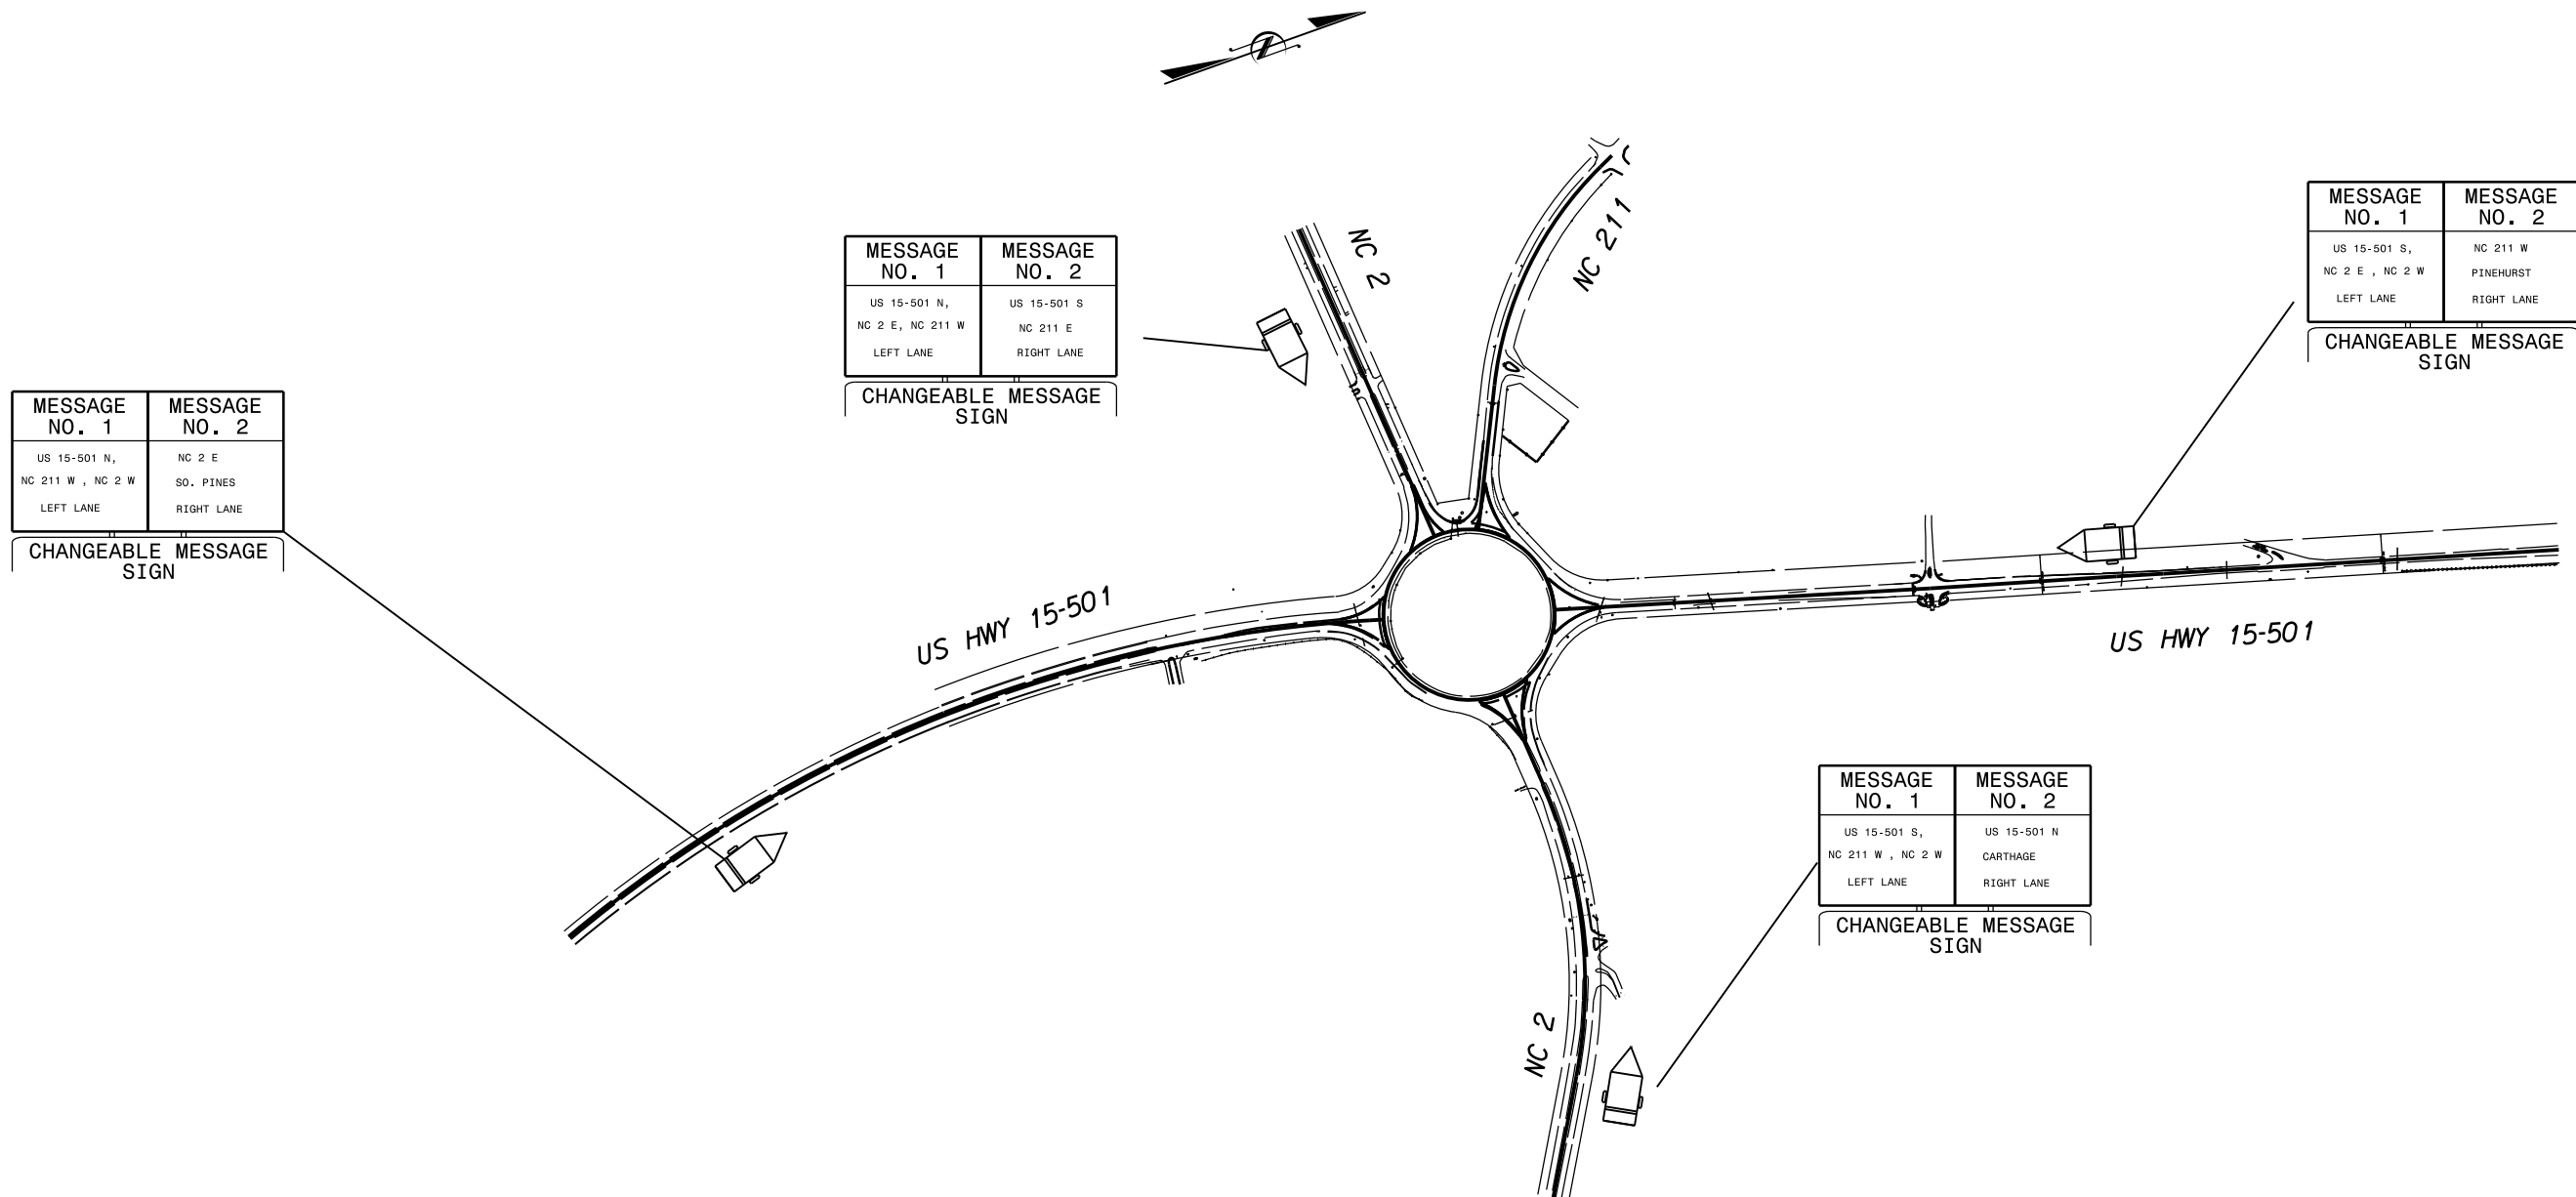 N
NC 2
NC 211
MESSAGE
NO. 1
MESSAGE
NO. 2
US 15-501 S,
NC 2 E , NC 2 W
LEFT LANE
NC 211 W
PINEHURST
RIGHT LANE
CHANGEABLE MESSAGE
SIGN
MESSAGE
NO. 1
MESSAGE
NO. 2
US 15-501 N,
NC 2 E, NC 211 W
LEFT LANE
US 15-501 S
NC 211 E
RIGHT LANE
CHANGEABLE MESSAGE
SIGN
MESSAGE
NO. 1
MESSAGE
NO. 2
US 15-501 N,
NC 211 W , NC 2 W
LEFT LANE
NC 2 E
SO. PINES
RIGHT LANE
CHANGEABLE MESSAGE
SIGN
US HWY 15-501
US HWY 15-501
MESSAGE
NO. 1
MESSAGE
NO. 2
US 15-501 S,
NC 211 W , NC 2 W
LEFT LANE
US 15-501 N
CARTHAGE
RIGHT LANE
CHANGEABLE MESSAGE
SIGN
NC 2